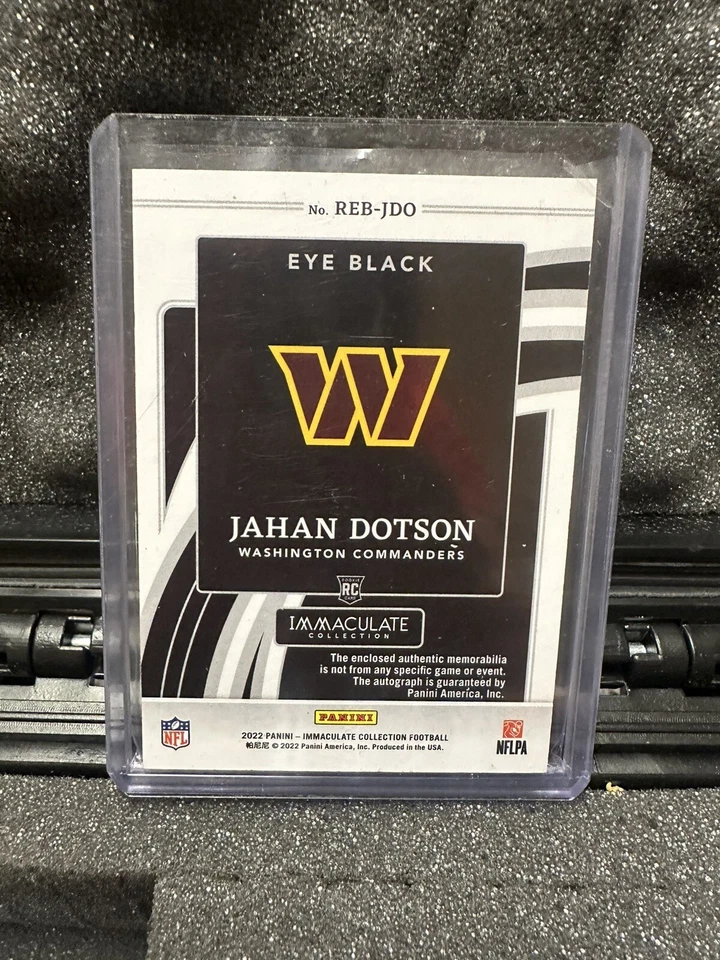 No. REB-JDO
EYE BLACK
W
JAHAN DOTSON
WASHINGTON COMMANDERS
ROOKIE
RC
CARD
IMMACULATE
COLLECTION
The enclosed authentic memorabilia
is not from any specific game or event.
The autograph is guaranteed by
Panini America, Inc.
PANINI
NFL
2022 PANINI – IMMACULATE COLLECTION FOOTBALL
帕尼尼 © 2022 Panini America, Inc. Produced in the USA.
NFLPA